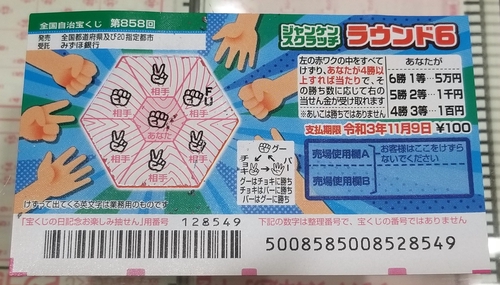 全国自治宝くじ 第858回
発売 全国都道府県及び20指定都市
受託 みずほ銀行
ジャンケン
スクラッチ
ラウンド6
相手
相手
相手
FU
あなた
相手
相手
相手
けずって出てくる英文字は業務用のものです
左の赤ワクの中をすべて
けずり、あなたが4勝以
上すれば当たりで、そ
の勝ち数に応じて右の
当せん金が受け取れます
※あいこは勝ちではありません
あなたが
6勝 1等…5万円
5勝 2等…1千円
4勝 3等…1百円
支払期限 令和3年11月9日 ¥100
グー
チョキ
パー
グーはチョキに勝ち
チョキはパーに勝ち
パーはグーに勝ち
売場使用欄A
お客様はここをけずら
ないでください
売場使用欄B
「宝くじの日記念お楽しみ抽せん」用番号 128549
下記の数字は整理番号で、宝くじの番号ではありません
5008585008528549